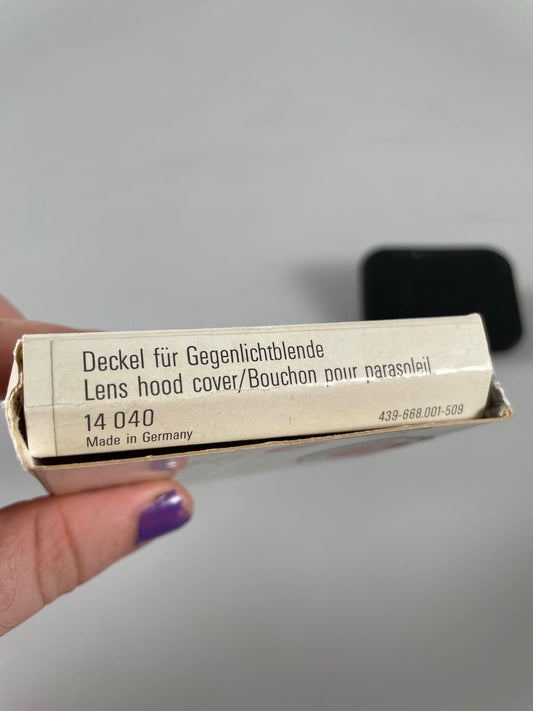 Deckel für Gegenlichtblende
Lens hood cover/Bouchon pour parasoleil
14 040
439-668.001-509
Made in Germany